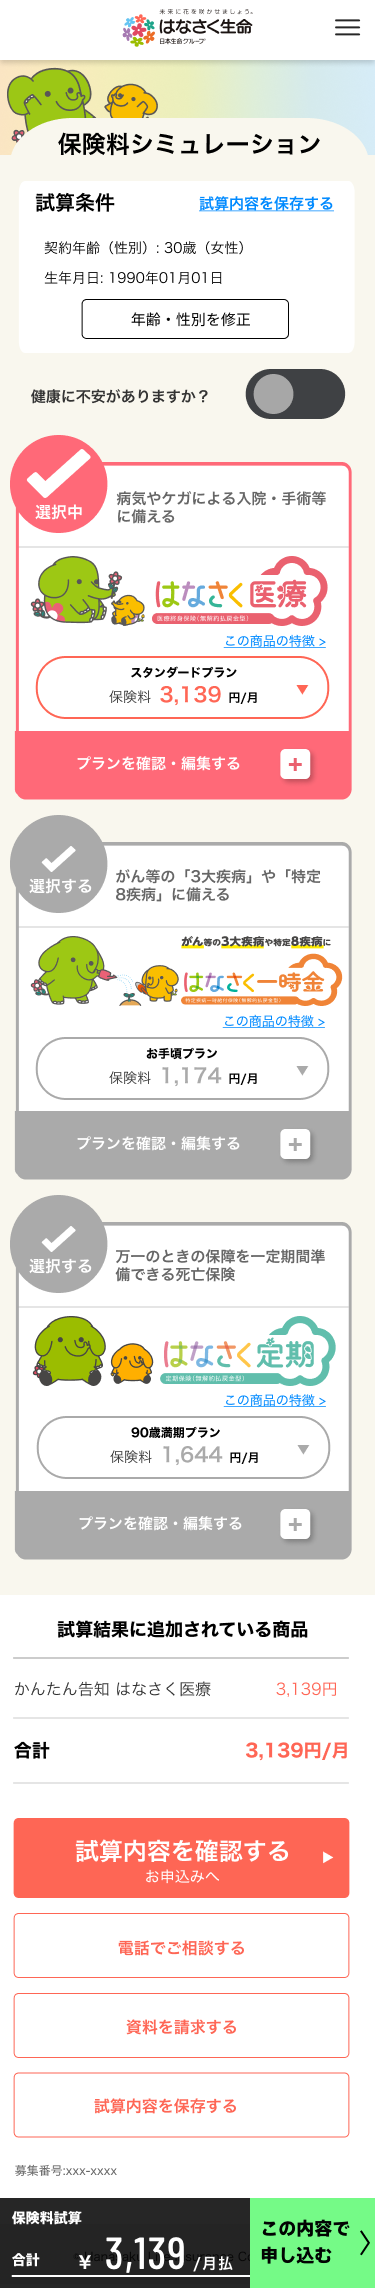 未来に花を咲かせましょう。
はなさく生命
日本生命グループ
保険料シミュレーション
試算条件
試算内容を保存する
契約年齢（性別）: 30歳（女性）
生年月日: 1990年01月01日
年齢・性別を修正
健康に不安がありますか？
選択中
病気やケガによる入院・手術等
に備える
はなさく医療
医療終身保険（無解約払戻金型）
この商品の特徴 >
スタンダードプラン
保険料 3,139 円/月
プランを確認・編集する
選択する
がん等の「3大疾病」や「特定
8疾病」に備える
がん等の3大疾病や特定8疾病に
はなさく一時金
特定疾病一時給付保険（無解約払戻金型）
この商品の特徴 >
お手頃プラン
保険料 1,174 円/月
プランを確認・編集する
選択する
万一のときの保障を一定期間準
備できる死亡保険
はなさく定期
定期保険（無解約払戻金型）
この商品の特徴 >
90歳満期プラン
保険料 1,644 円/月
プランを確認・編集する
試算結果に追加されている商品
かんたん告知 はなさく医療 3,139円
合計 3,139円/月
試算内容を確認する
お申込みへ
電話でご相談する
資料を請求する
試算内容を保存する
募集番号:xxx-xxxx
保険料試算
合計 ¥ 3,139 /月払
この内容で
申し込む